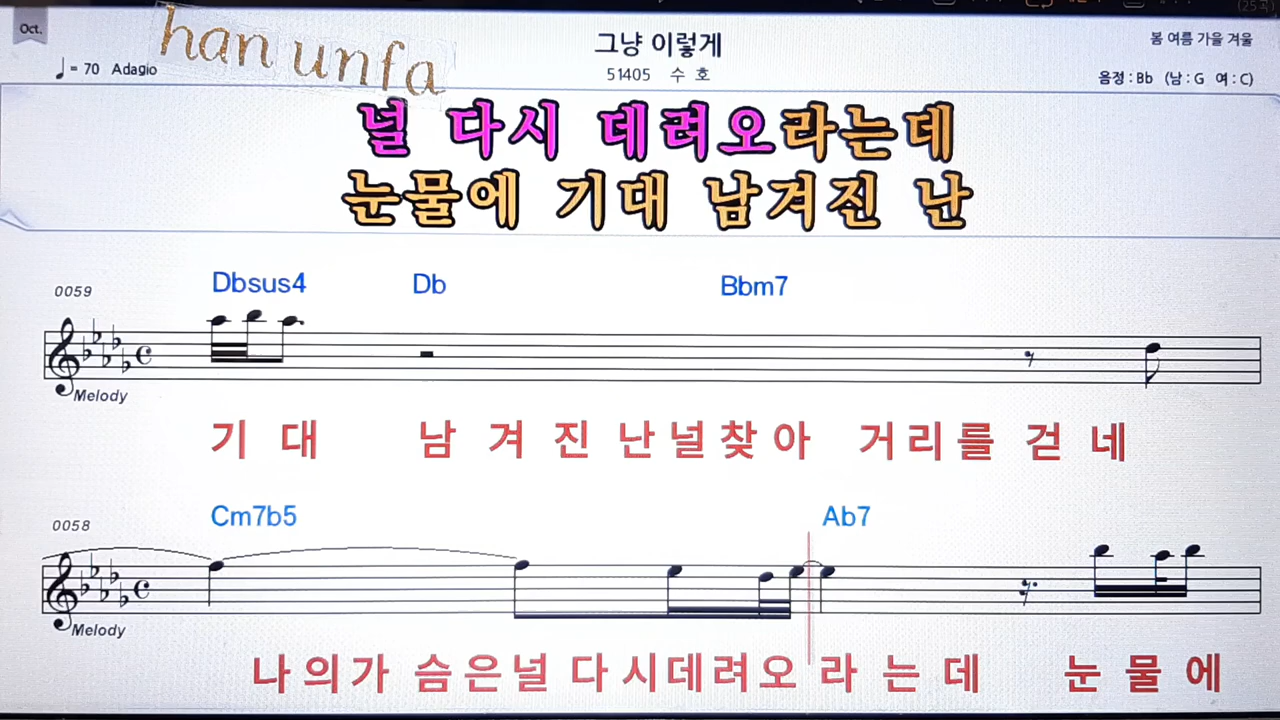 Oct.
han unfa
그냥 이렇게
봄 여름 가을 겨울
♩= 70 Adagio
51405 수 호
음정 : Bb (남 : G 여 : C)
널 다시 데려오라는데
눈물에 기대 남겨진 난
0059
Dbsus4 Db Bbm7
Melody
기 대 남 겨 진 난 널 찾 아 거 리 를 걷 네
0058
Cm7b5 Ab7
Melody
나 의 가 슴 은 널 다 시 데 려 오 라 는 데 눈 물 에